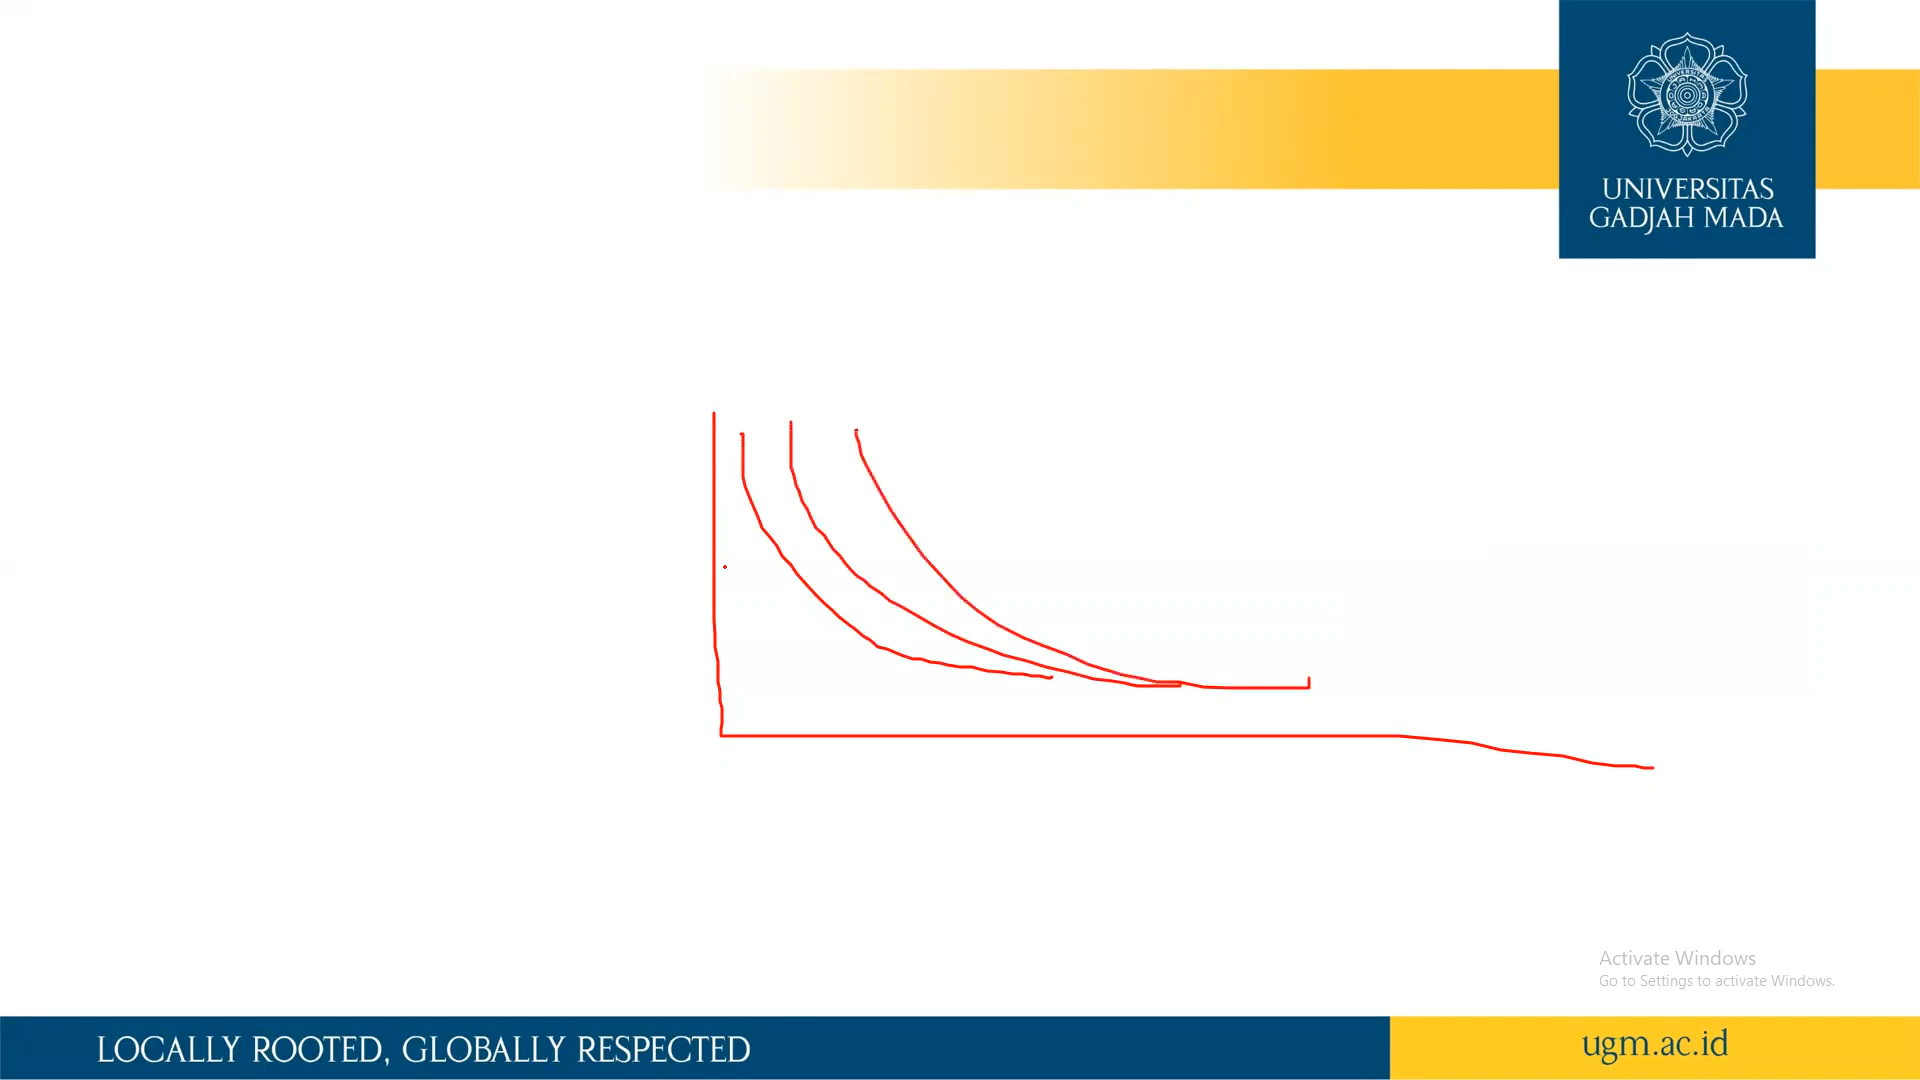 UNIVERSITAS
GADJAH MADA
Activate Windows
Go to Settings to activate Windows.
LOCALLY ROOTED, GLOBALLY RESPECTED
ugm.ac.id